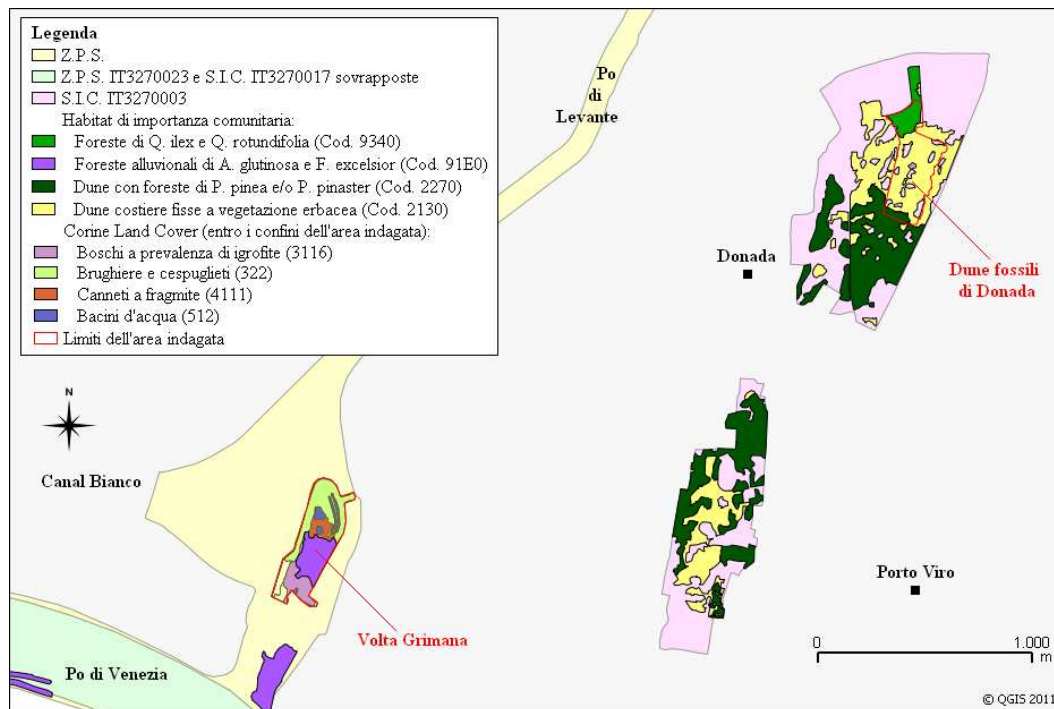 Legenda
Z.P.S.
Z.P.S. IT3270023 e S.I.C. IT3270017 sovrapposte
S.I.C. IT3270003
Habitat di importanza comunitaria:
Foreste di Q. ilex e Q. rotundifolia (Cod. 9340)
Foreste alluvionali di A. glutinosa e F. excelsior (Cod. 91E0)
Dune con foreste di P. pinea e/o P. pinaster (Cod. 2270)
Dune costiere fisse a vegetazione erbacea (Cod. 2130)
Corine Land Cover (entro i confini dell'area indagata):
Boschi a prevalenza di igrofite (3116)
Brughiere e cespuglieti (322)
Canneti a fragmite (4111)
Bacini d'acqua (512)
Limiti dell'area indagata
Po
di
Levante
Donada
Dune fossili
di Donada
N
Canal Bianco
Volta Grimana
Porto Viro
Po di Venezia
0 1.000
m
© QGIS 2011